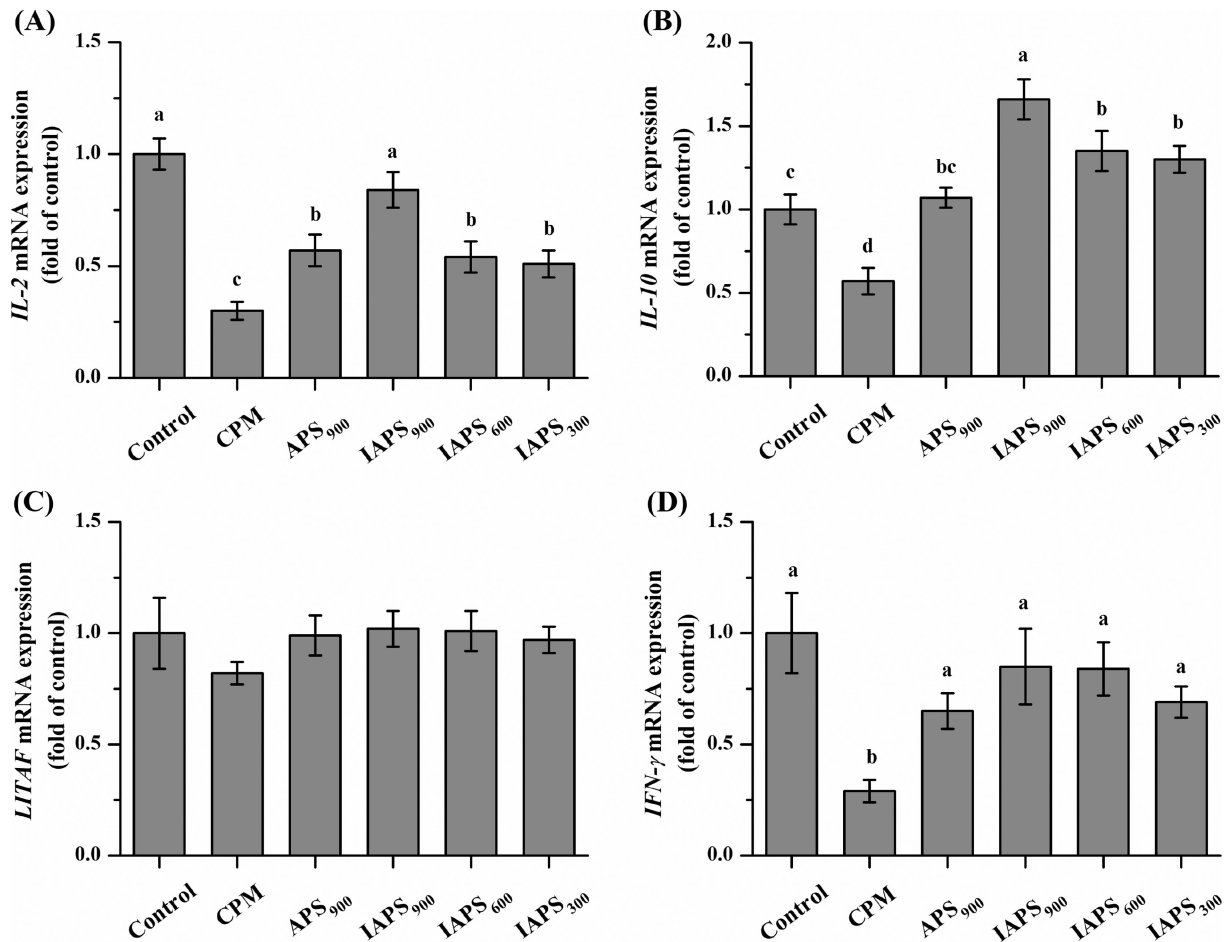 (A)
IL-2 mRNA expression
(fold of control)
1.5
1.0
0.5
0.0
a
c
b
a
b
b
Control
CPM
APS900
IAPS900
IAPS600
IAPS300
(B)
IL-10 mRNA expression
(fold of control)
2.0
1.5
1.0
0.5
0.0
c
d
bc
a
b
b
Control
CPM
APS900
IAPS900
IAPS600
IAPS300
(C)
LITAF mRNA expression
(fold of control)
1.5
1.0
0.5
0.0
Control
CPM
APS900
IAPS900
IAPS600
IAPS300
(D)
IFN-γ mRNA expression
(fold of control)
1.5
1.0
0.5
0.0
a
b
a
a
a
a
Control
CPM
APS900
IAPS900
IAPS600
IAPS300